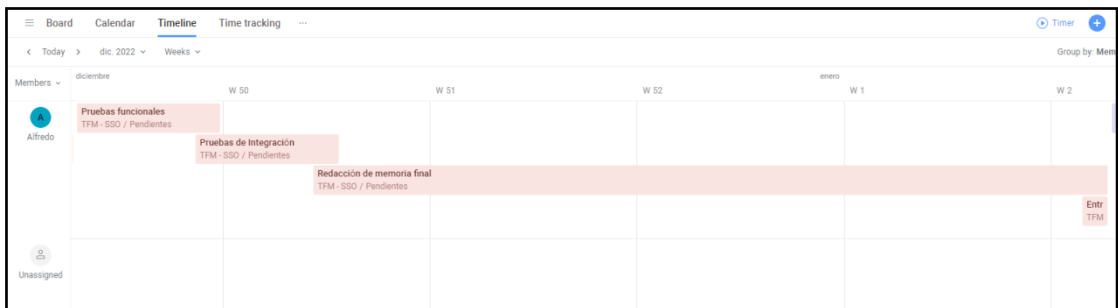 Board Calendar Timeline Time tracking ...
Timer
Today dic. 2022 Weeks
Group by: Mem
Members
diciembre enero
W 50 W 51 W 52 W 1 W 2
A
Alfredo
Pruebas funcionales
TFM - SSO / Pendientes
Pruebas de Integración
TFM - SSO / Pendientes
Redacción de memoria final
TFM - SSO / Pendientes
Entr
TFM
Unassigned